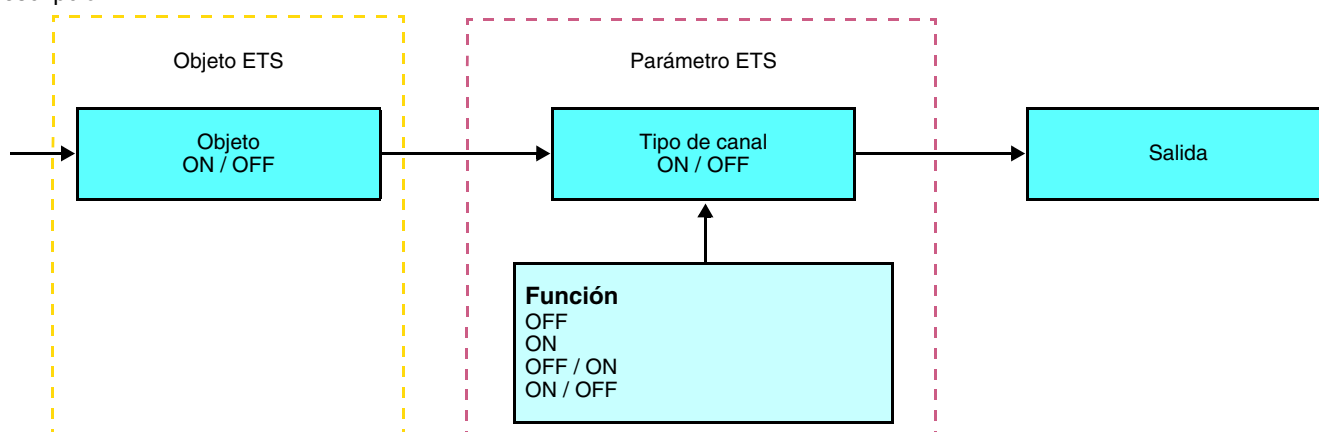 Objeto ETS
Parámetro ETS
Objeto
ON / OFF
Tipo de canal
ON / OFF
Salida
Función
OFF
ON
OFF / ON
ON / OFF